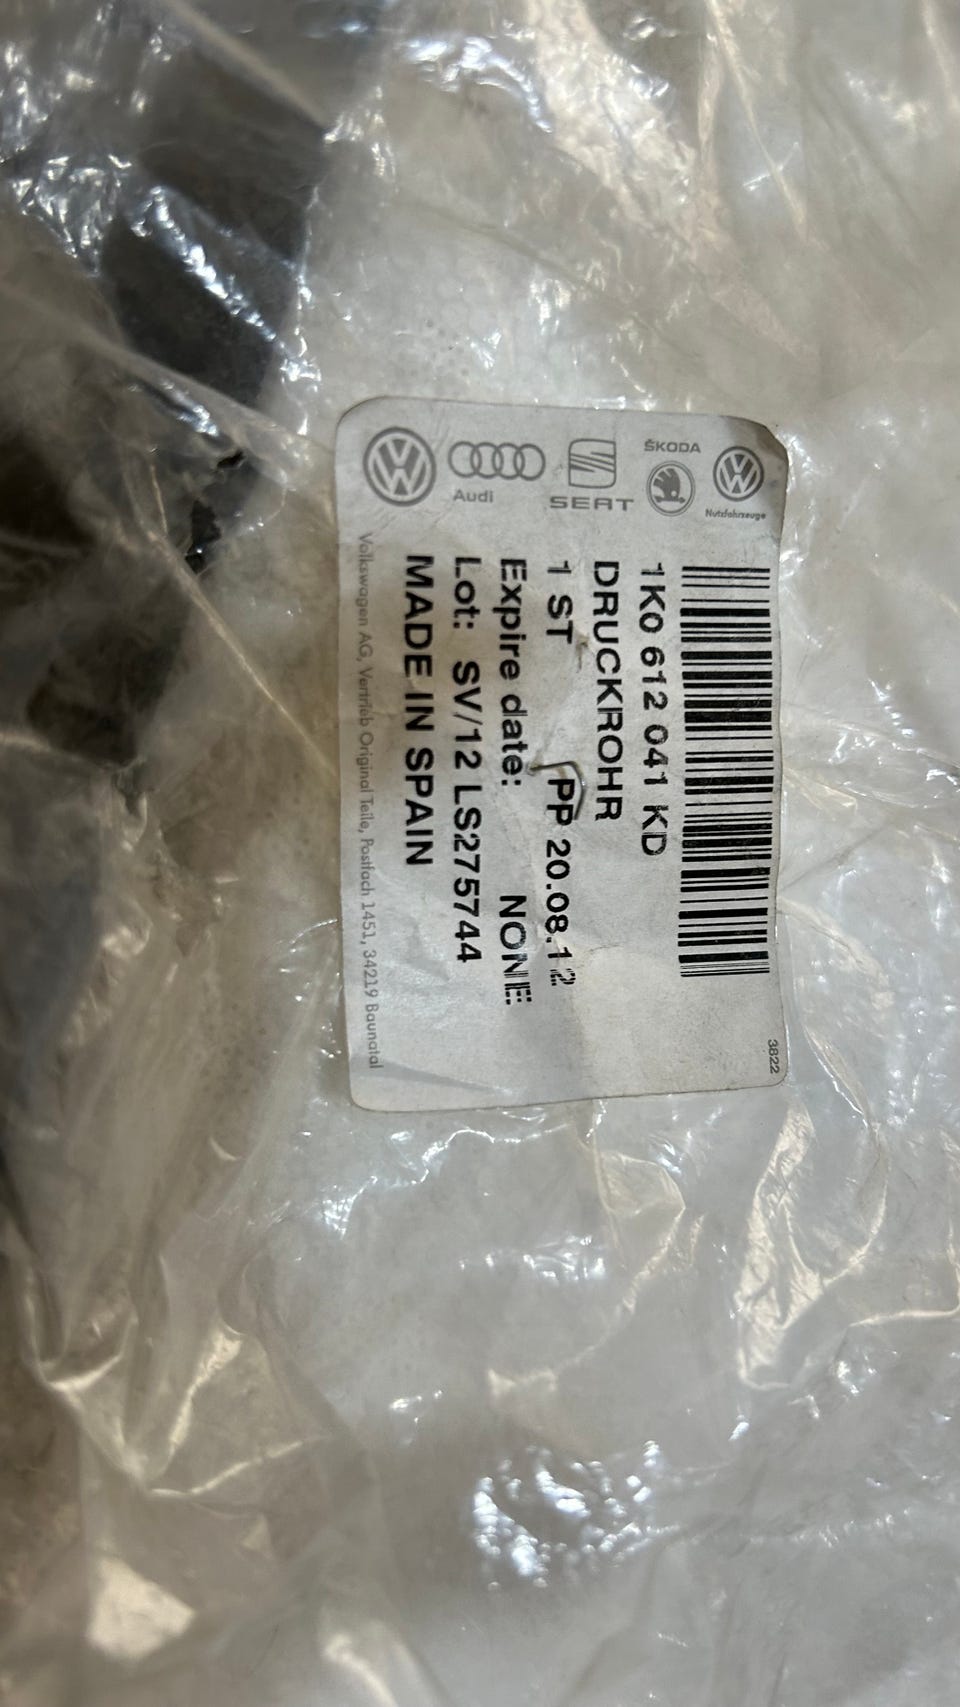 Audi
SEAT
ŠKODA
Nutzfahrzeuge
1K0 612 041 KD
DRUCKROHR
1 ST PP 20.08.12
Expire date: NONE
Lot: SV/12 LS275744
MADE IN SPAIN
Volkswagen AG, Vertrieb Original Teile, Postfach 1451, 34219 Baunatal
3822